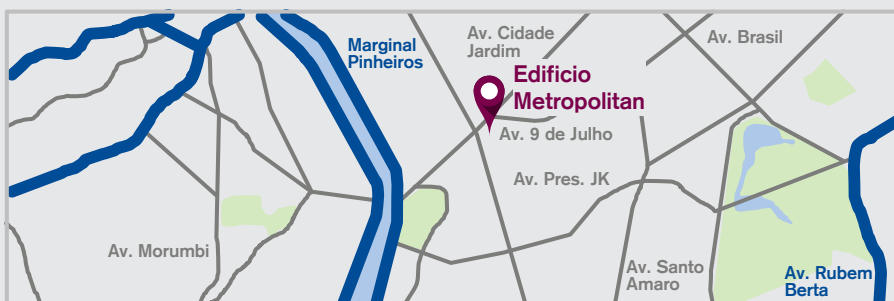 Av. Cidade
Jardim
Av. Brasil
Marginal
Pinheiros
Edificio
Metropolitan
Av. 9 de Julho
Av. Pres. JK
Av. Morumbi
Av. Santo
Amaro
Av. Rubem
Berta